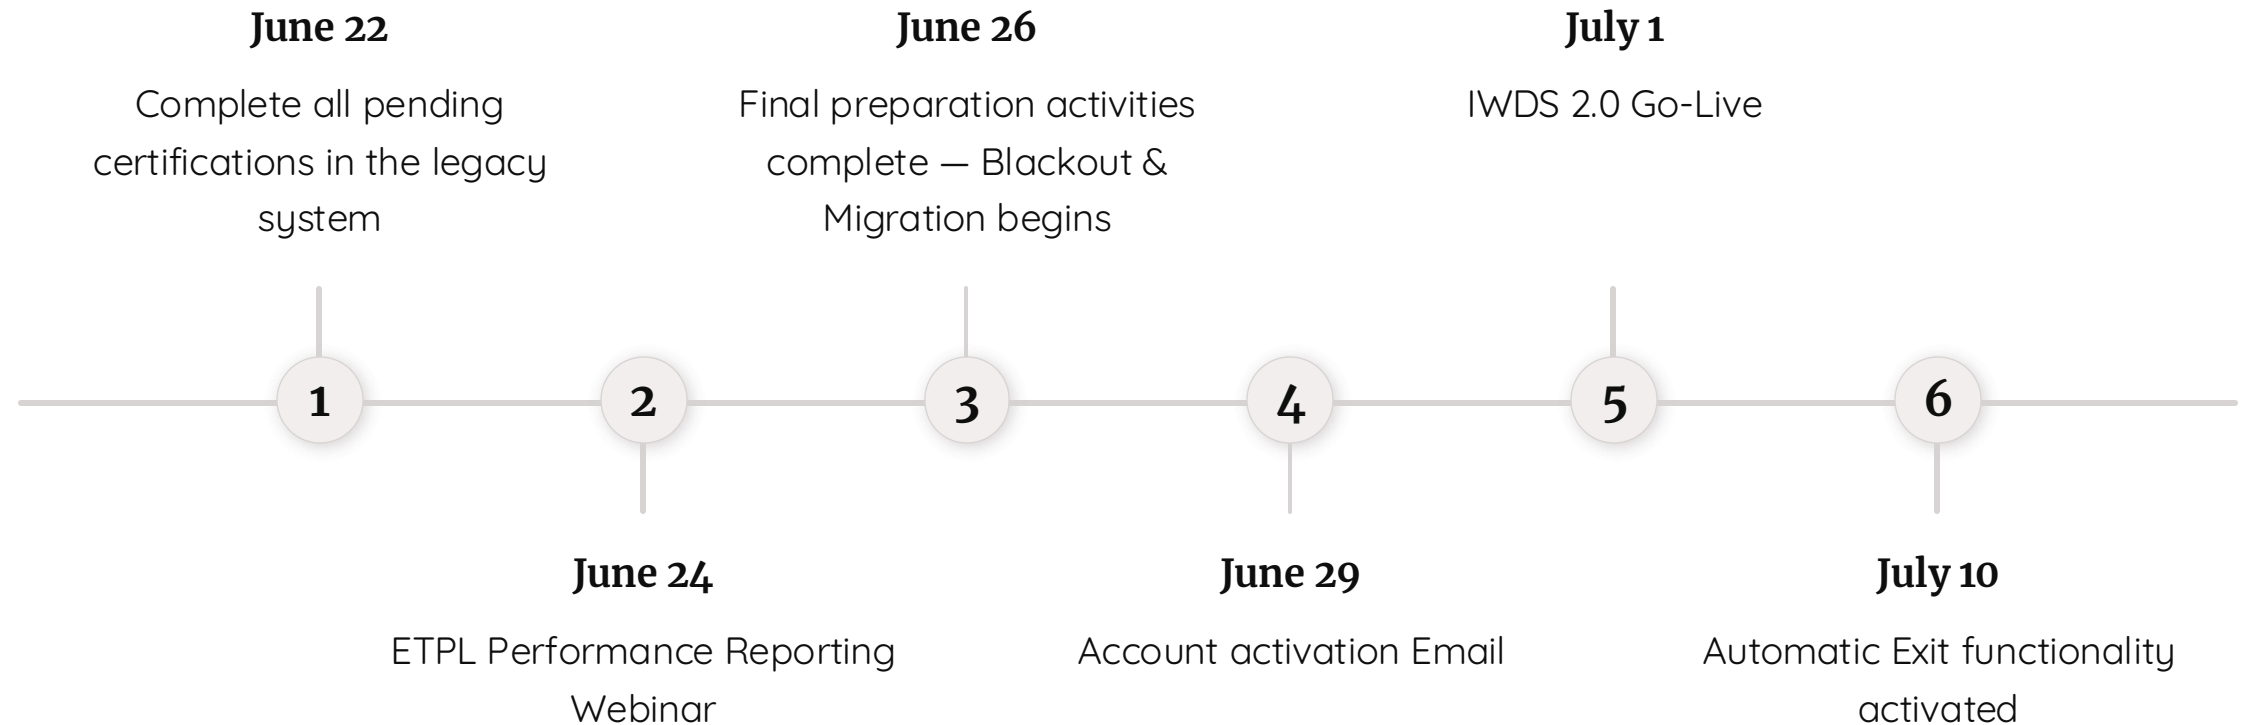 June 22
Complete all pending
certifications in the legacy
system
June 26
Final preparation activities
complete — Blackout &
Migration begins
July 1
IWDS 2.0 Go-Live
1
2
3
4
5
6
June 24
ETPL Performance Reporting
Webinar
June 29
Account activation Email
July 10
Automatic Exit functionality
activated